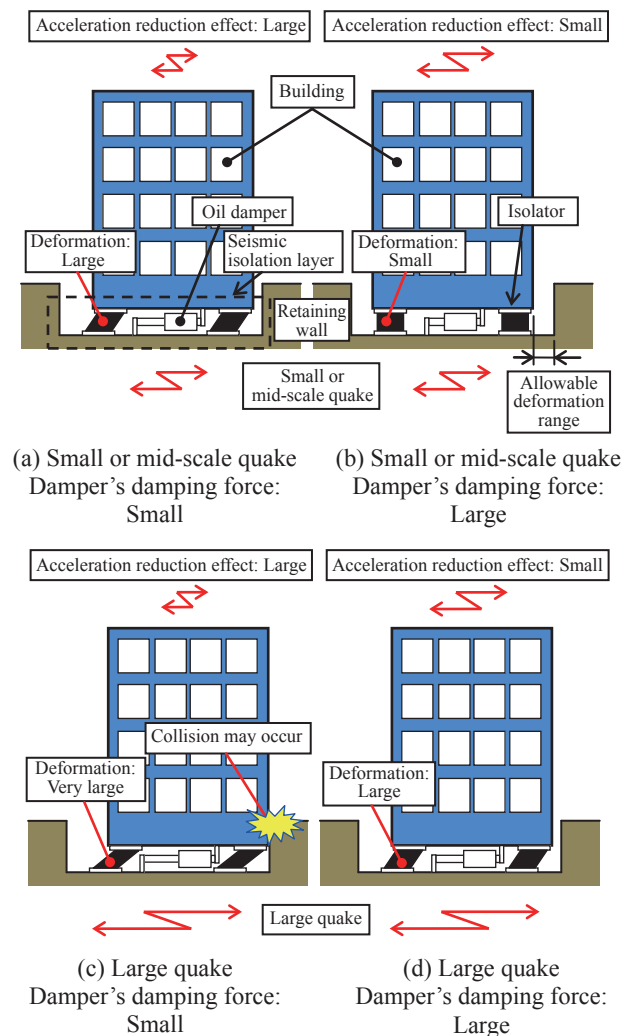 Acceleration reduction effect: Large
Acceleration reduction effect: Small
Building
Oil damper
Isolator
Deformation:
Large
Seismic
isolation layer
Deformation:
Small
Retaining
wall
Small or
mid-scale quake
Allowable
deformation
range
(a) Small or mid-scale quake
Damper's damping force:
Small
(b) Small or mid-scale quake
Damper's damping force:
Large
Acceleration reduction effect: Large
Acceleration reduction effect: Small
Collision may occur
Deformation:
Very large
Deformation:
Large
Large quake
(c) Large quake
Damper's damping force:
Small
(d) Large quake
Damper's damping force:
Large